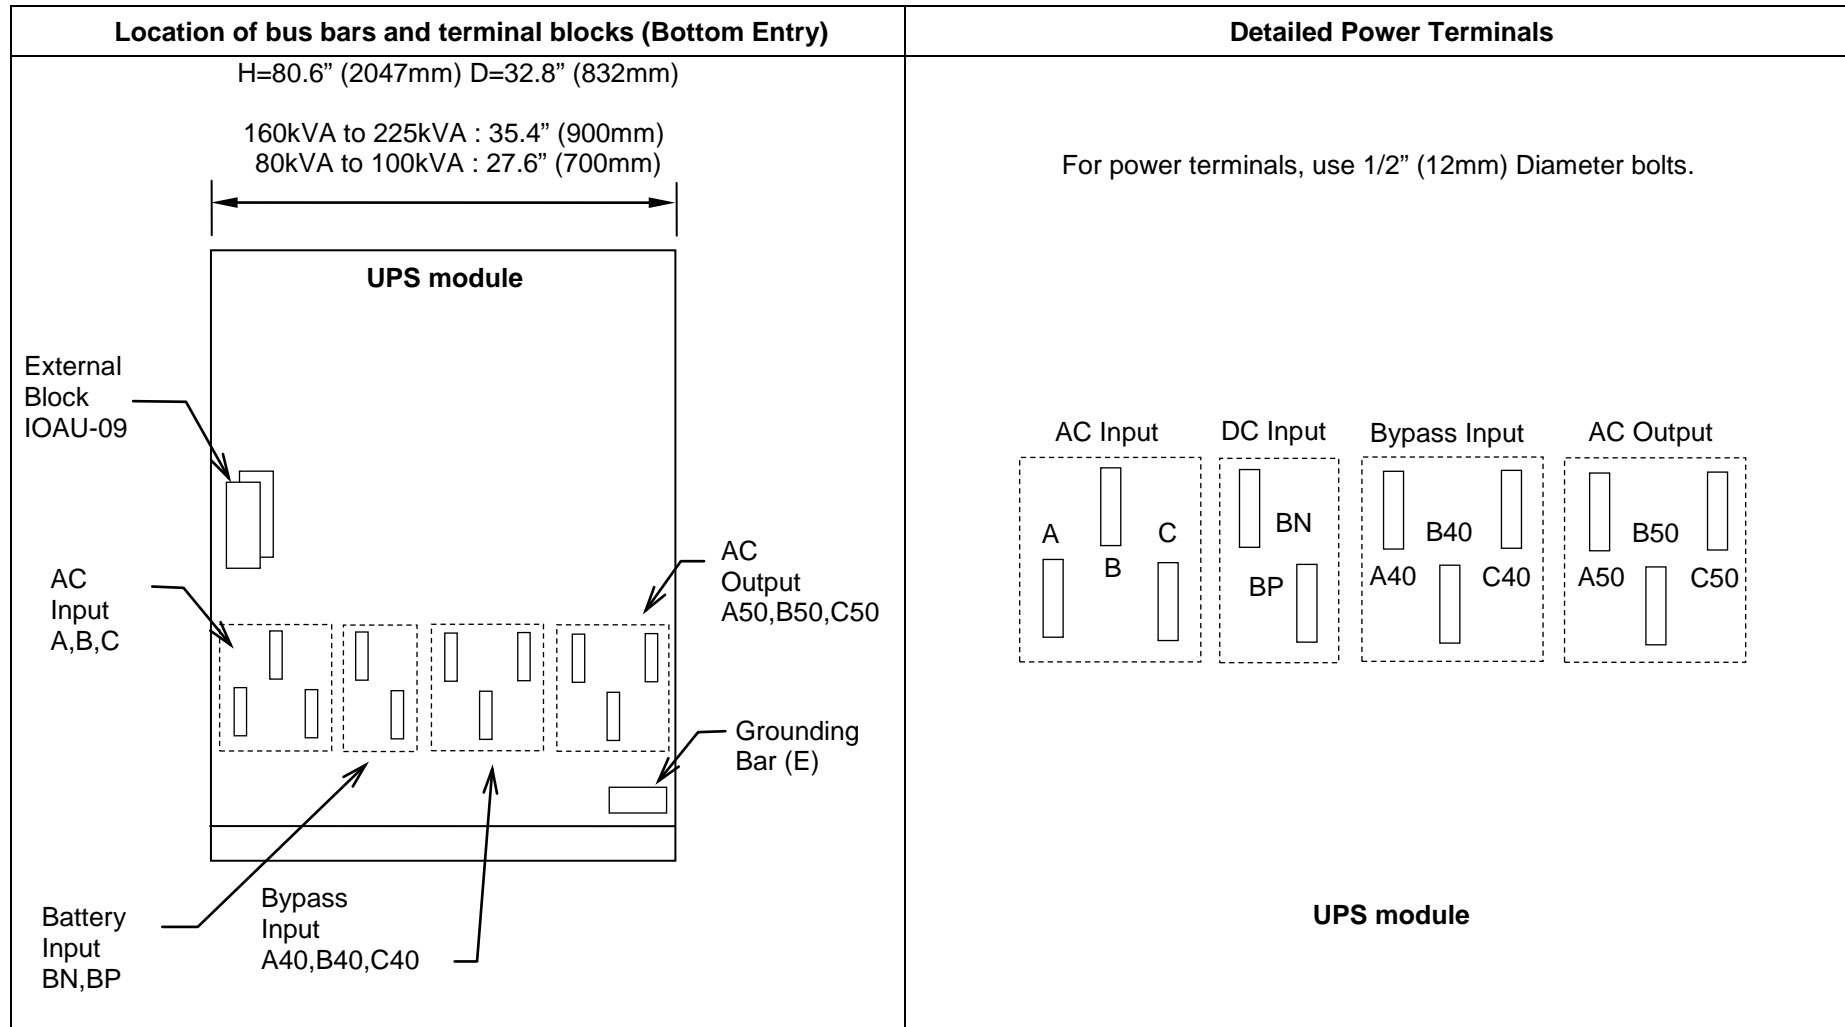 Location of bus bars and terminal blocks (Bottom Entry)
H=80.6” (2047mm) D=32.8” (832mm)
160kVA to 225kVA : 35.4” (900mm)
80kVA to 100kVA : 27.6” (700mm)
UPS module
External
Block
IOAU-09
AC
Input
A,B,C
AC
Output
A50,B50,C50
Grounding
Bar (E)
Battery
Input
BN,BP
Bypass
Input
A40,B40,C40
Detailed Power Terminals
For power terminals, use 1/2” (12mm) Diameter bolts.
AC Input
A
B
C
DC Input
BN
BP
Bypass Input
A40
B40
C40
AC Output
A50
B50
C50
UPS module